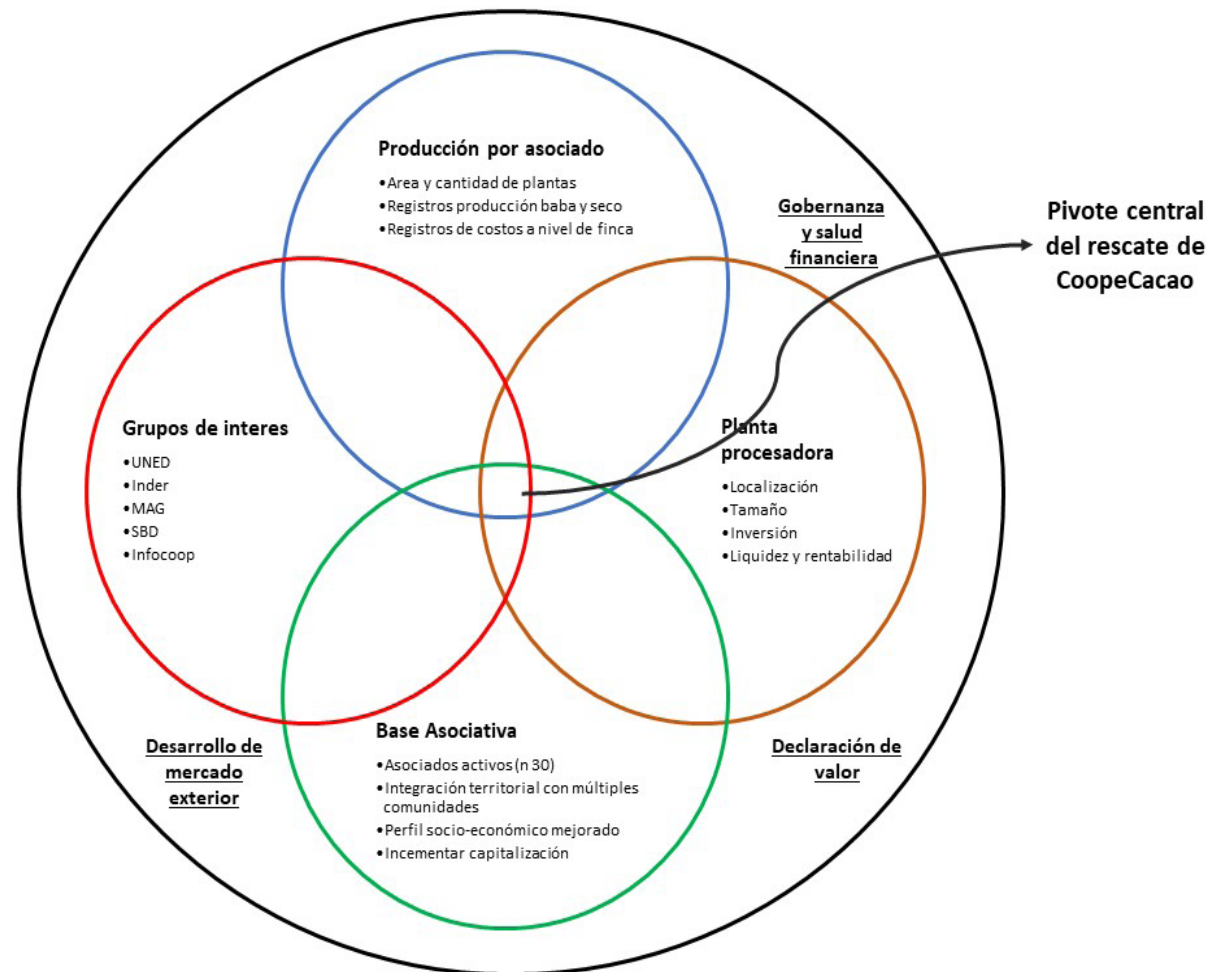 Producción por asociado
•Area y cantidad de plantas
•Registros producción baba y seco
•Registros de costos a nivel de finca
Gobernanza
y salud
financiera
Pivote central
del rescate de
CoopeCacao
Grupos de interes
•UNED
•Inder
•MAG
•SBD
•Infocoop
Planta
procesadora
•Localización
•Tamaño
•Inversión
•Liquidez y rentabilidad
Base Asociativa
•Asociados activos (n 30)
•Integración territorial con múltiples
comunidades
•Perfil socio-económico mejorado
•Incrementar capitalización
Desarrollo de
mercado
exterior
Declaración de
valor